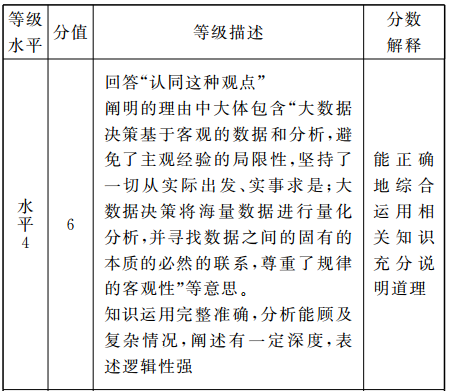 等级
水平
分值
等级描述
分数
解释
水平4
6
回答“认同这种观点”
阐明的理由中大体包含“大数据
决策基于客观的数据和分析，避
免了主观经验的局限性，坚持了
一切从实际出发、实事求是；大
数据决策将海量数据进行量化
分析，并寻找数据之间的固有的
本质的必然的联系，尊重了规律
的客观性”等意思。
知识运用完整准确，分析能顾及
复杂情况，阐述有一定深度，表
述逻辑性强
能正确
地综合
运用相
关知识
充分说
明道理